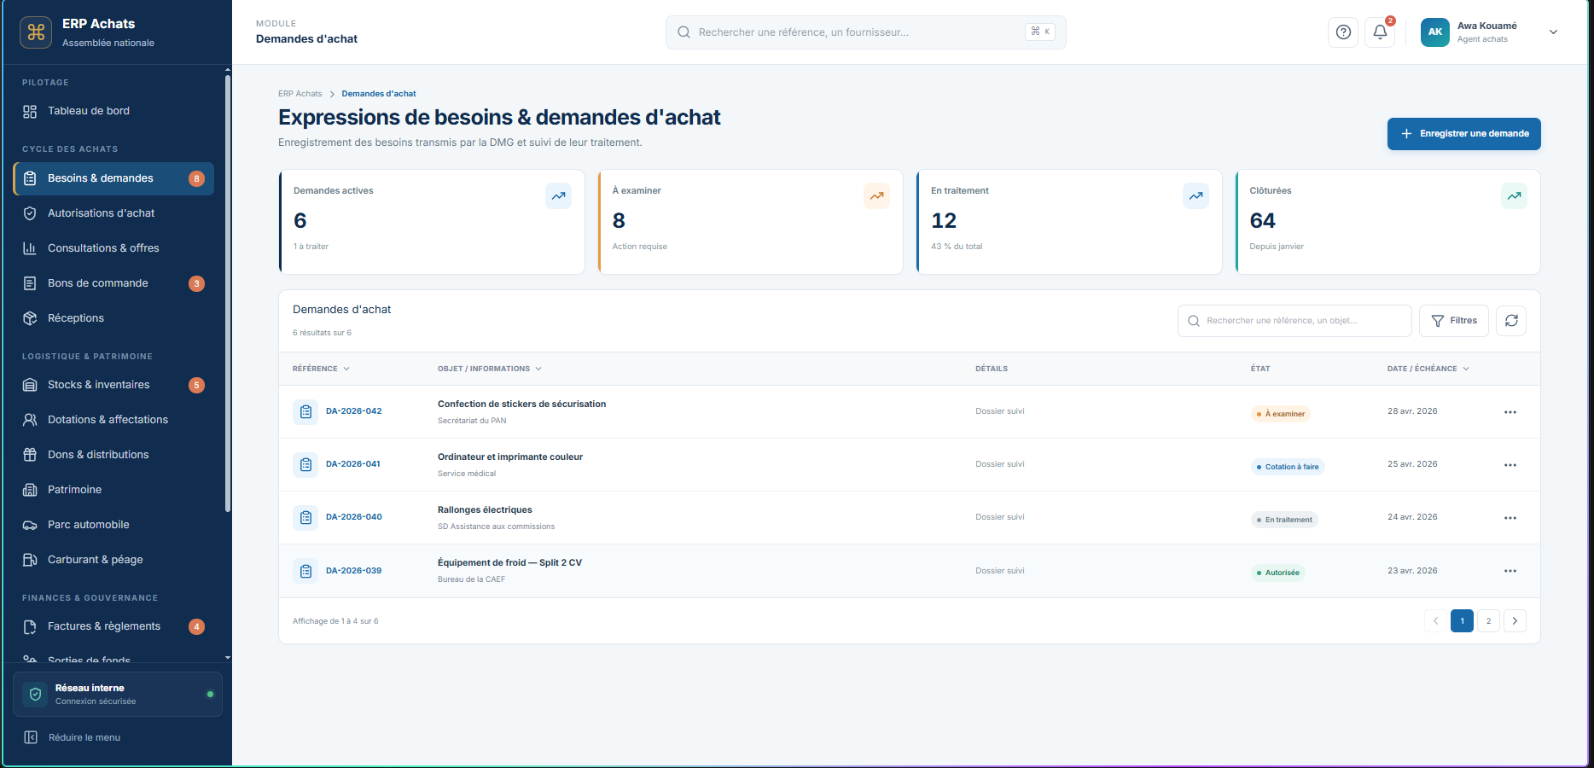 ERP Achats
Assemblée nationale
PILOTAGE
Tableau de bord
CYCLE DES ACHATS
Besoins & demandes 8
Autorisations d'achat
Consultations & offres
Bons de commande 3
Réceptions
LOGISTIQUE & PATRIMOINE
Stocks & inventaires 5
Dotations & affectations
Dons & distributions
Patrimoine
Parc automobile
Carburant & péage
FINANCES & GOUVERNANCE
Factures & règlements 4
Sorties de fonds
Réseau interne
Connexion sécurisée
Réduire le menu
MODULE
Demandes d'achat
Rechercher une référence, un fournisseur... ⌘ K
2
AK
Awa Kouamé
Agent achats
ERP Achats > Demandes d'achat
Expressions de besoins & demandes d'achat
Enregistrement des besoins transmis par la DMG et suivi de leur traitement.
+ Enregistrer une demande
Demandes actives
6
1 à traiter
À examiner
8
Action requise
En traitement
12
43 % du total
Clôturées
64
Depuis janvier
Demandes d'achat
6 résultats sur 6
Rechercher une référence, un objet...
Filtres
RÉFÉRENCE OBJET / INFORMATIONS DÉTAILS ÉTAT DATE / ÉCHÉANCE
DA-2026-042 Confection de stickers de sécurisation Dossier suivi À examiner 28 avr. 2026
Secrétariat du PAN
DA-2026-041 Ordinateur et imprimante couleur Dossier suivi Cotation à faire 25 avr. 2026
Service médical
DA-2026-040 Rallonges électriques Dossier suivi En traitement 24 avr. 2026
SD Assistance aux commissions
DA-2026-039 Équipement de froid — Split 2 CV Dossier suivi Autorisée 23 avr. 2026
Bureau de la CAEF
Affichage de 1 à 4 sur 6
1 2